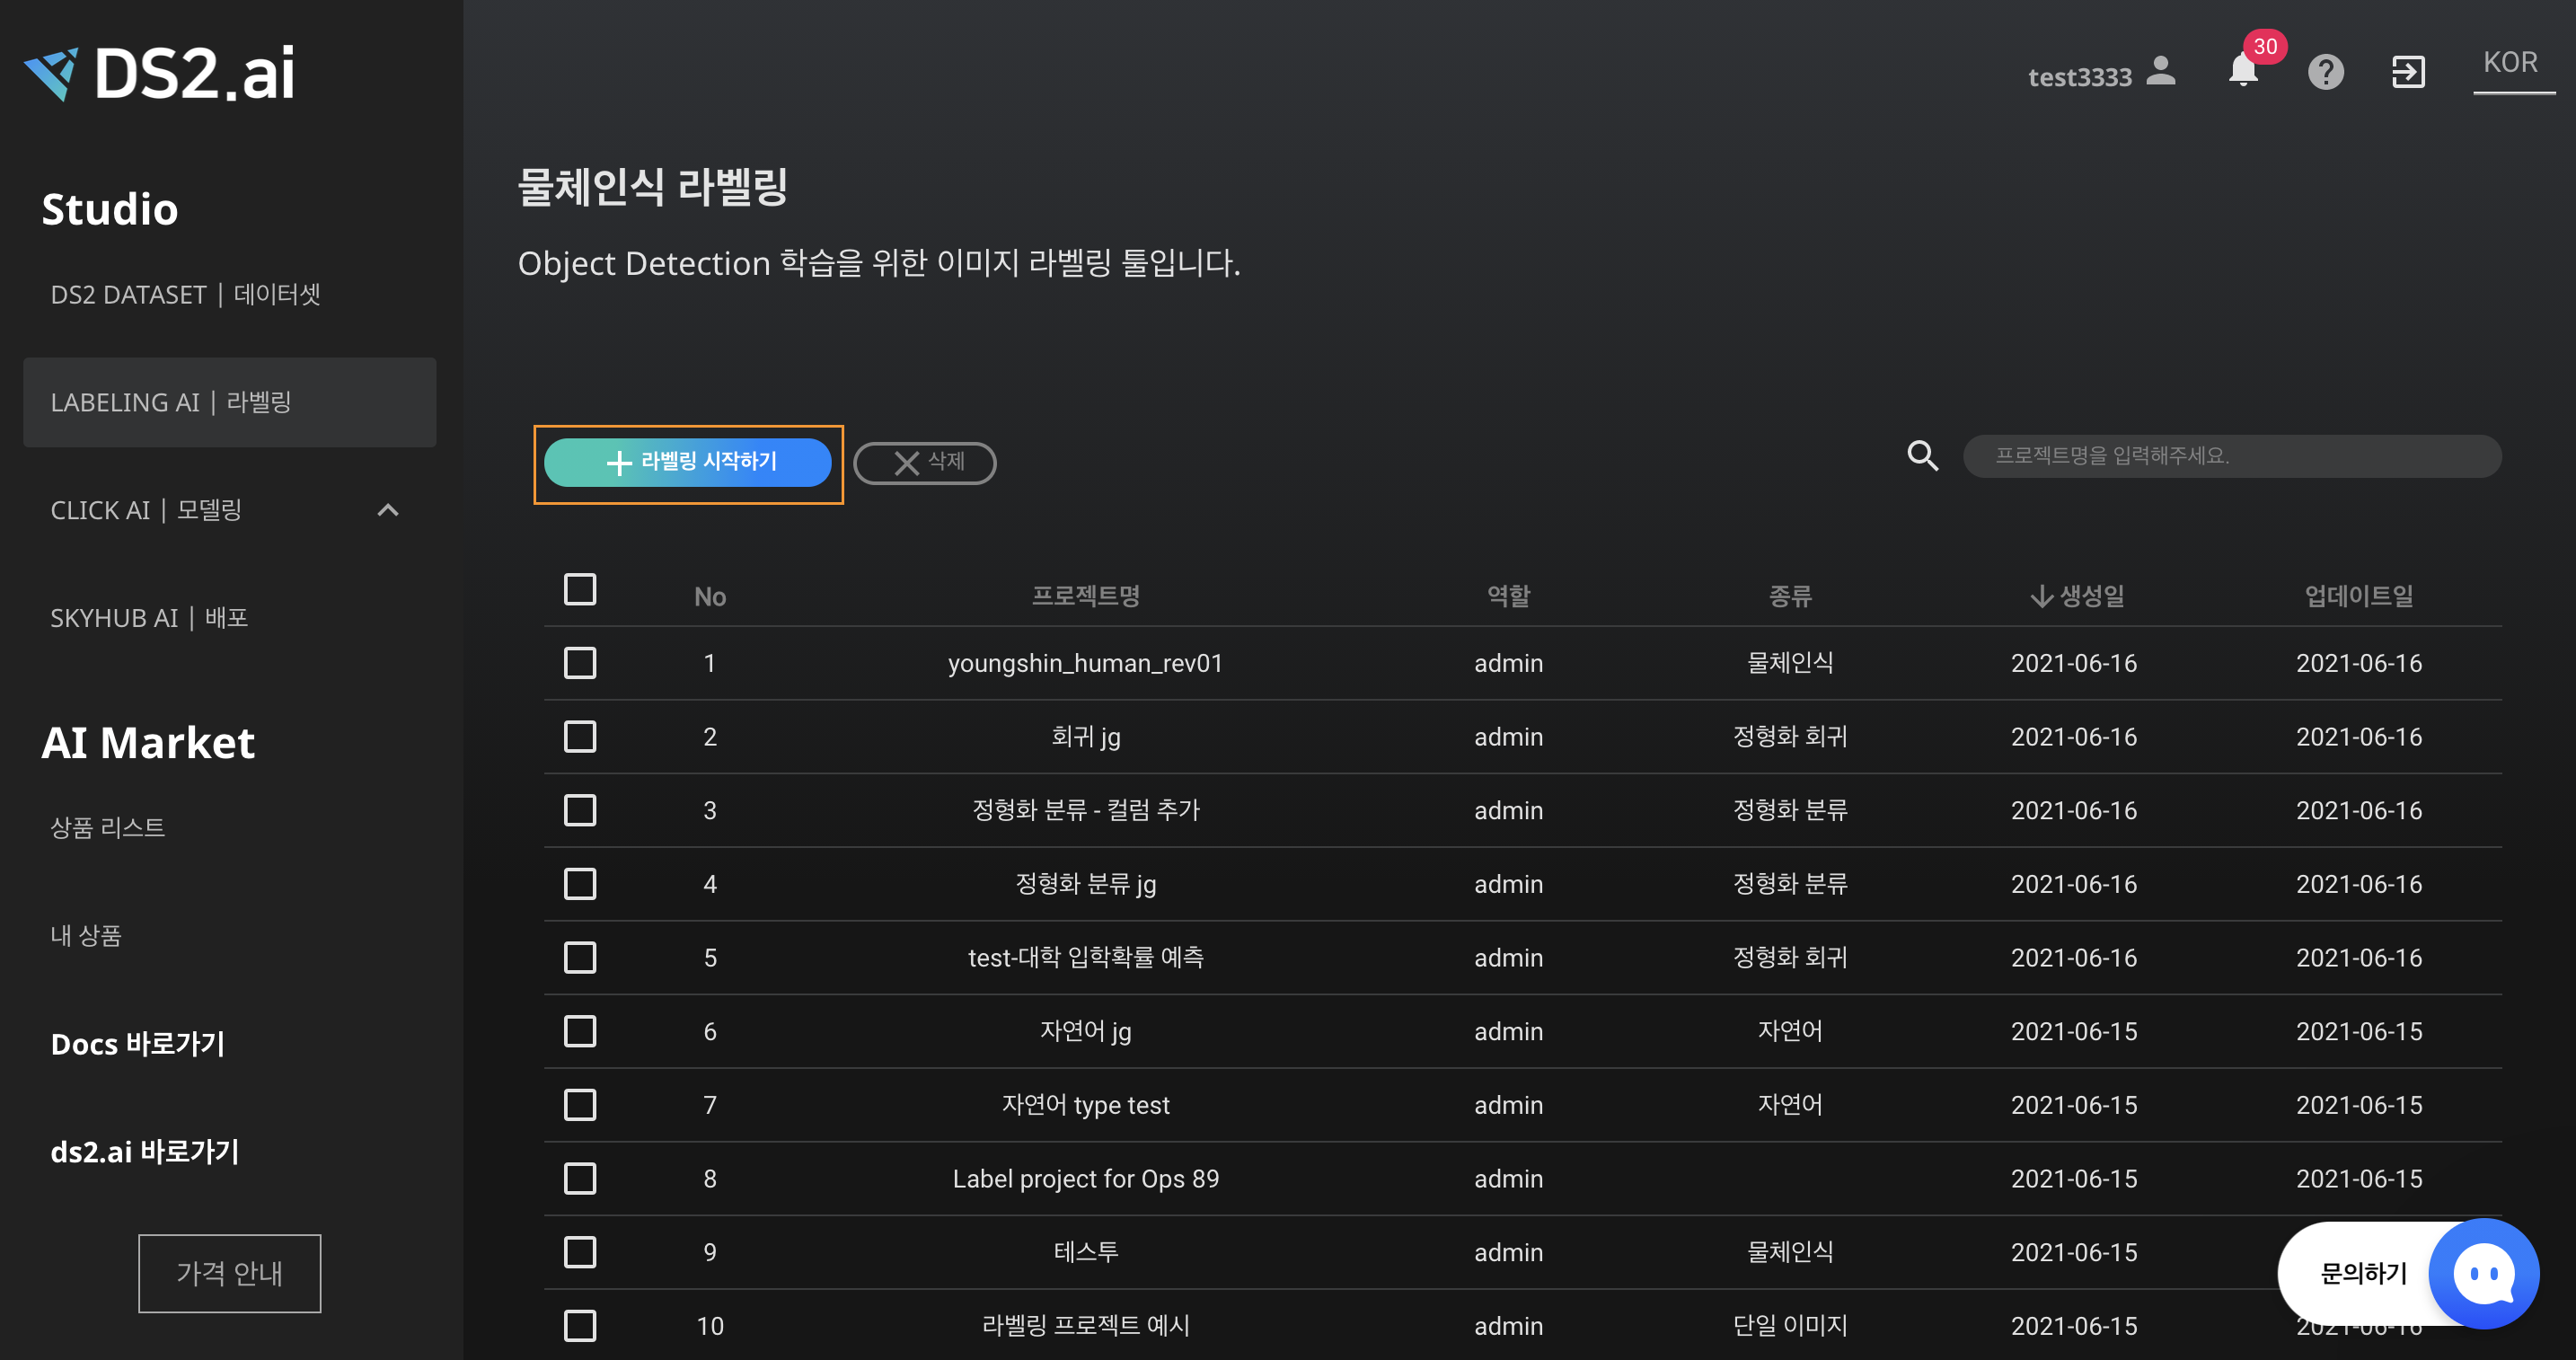 DS2.ai
test3333
30
KOR
Studio
DS2 DATASET | 데이터셋
LABELING AI | 라벨링
CLICK AI | 모델링
SKYHUB AI | 배포
AI Market
상품 리스트
내 상품
Docs 바로가기
ds2.ai 바로가기
가격 안내
물체인식 라벨링
Object Detection 학습을 위한 이미지 라벨링 툴입니다.
라벨링 시작하기 삭제 프로젝트명을 입력해주세요.
No 프로젝트명 역할 종류 생성일 업데이트일
1 youngshin_human_rev01 admin 물체인식 2021-06-16 2021-06-16
2 회귀 jg admin 정형화 회귀 2021-06-16 2021-06-16
3 정형화 분류 - 컬럼 추가 admin 정형화 분류 2021-06-16 2021-06-16
4 정형화 분류 jg admin 정형화 분류 2021-06-16 2021-06-16
5 test-대학 입학확률 예측 admin 정형화 회귀 2021-06-16 2021-06-16
6 자연어 jg admin 자연어 2021-06-15 2021-06-15
7 자연어 type test admin 자연어 2021-06-15 2021-06-15
8 Label project for Ops 89 admin 2021-06-15 2021-06-15
9 테스투 admin 물체인식 2021-06-15
문의하기
10 라벨링 프로젝트 예시 admin 단일 이미지 2021-06-15